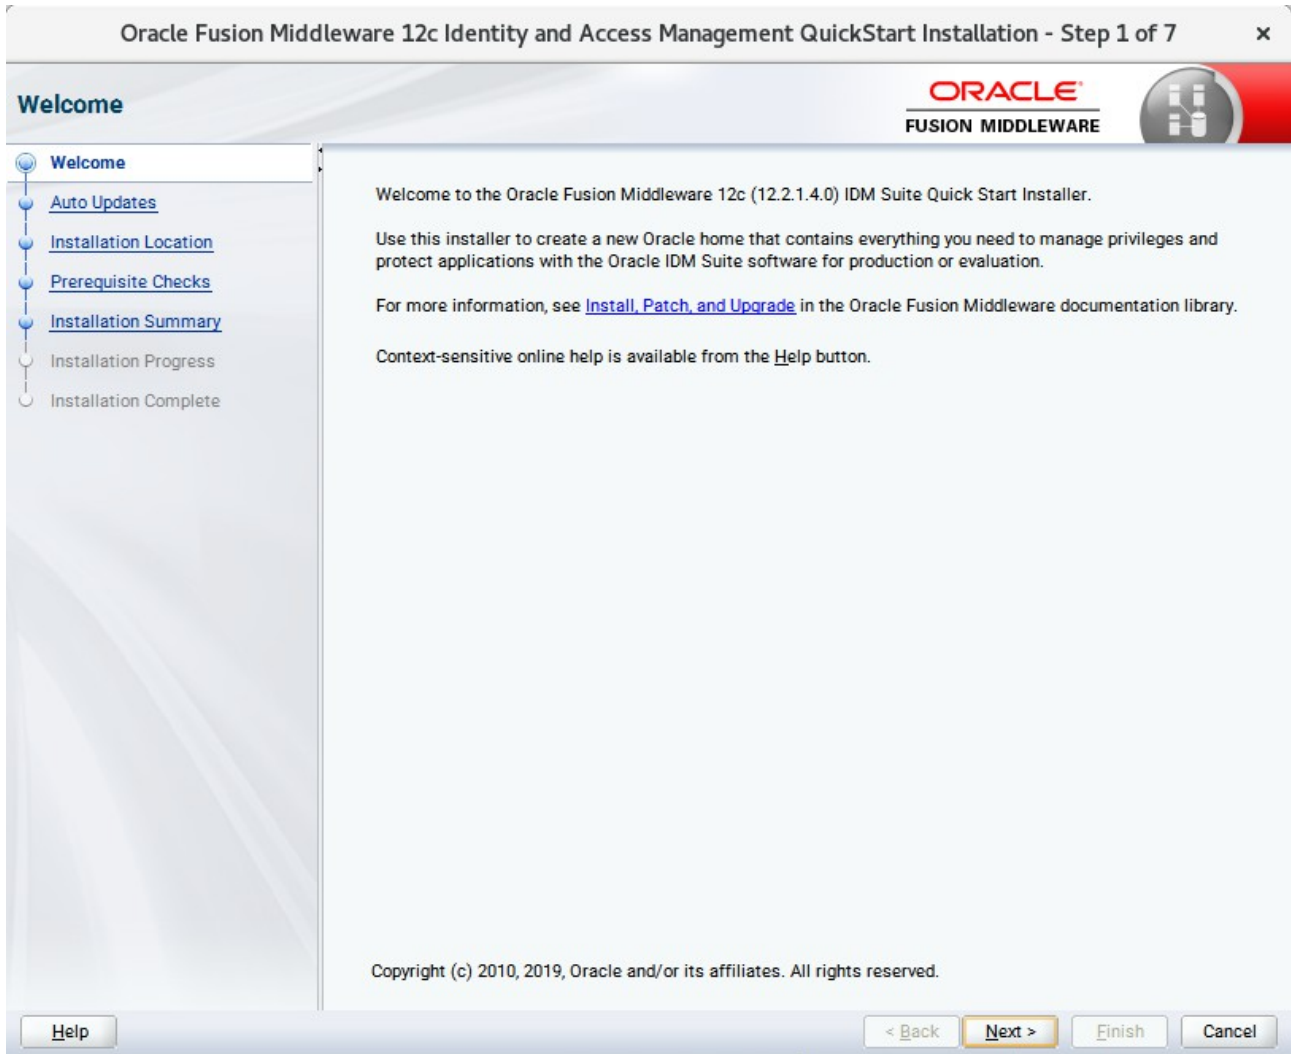 Oracle Fusion Middleware 12c Identity and Access Management QuickStart Installation - Step 1 of 7
Welcome
ORACLE
FUSION MIDDLEWARE
Welcome
Auto Updates
Installation Location
Prerequisite Checks
Installation Summary
Installation Progress
Installation Complete
Welcome to the Oracle Fusion Middleware 12c (12.2.1.4.0) IDM Suite Quick Start Installer.
Use this installer to create a new Oracle home that contains everything you need to manage privileges and
protect applications with the Oracle IDM Suite software for production or evaluation.
For more information, see Install, Patch, and Upgrade in the Oracle Fusion Middleware documentation library.
Context-sensitive online help is available from the Help button.
Copyright (c) 2010, 2019, Oracle and/or its affiliates. All rights reserved.
Help
< Back
Next >
Finish
Cancel